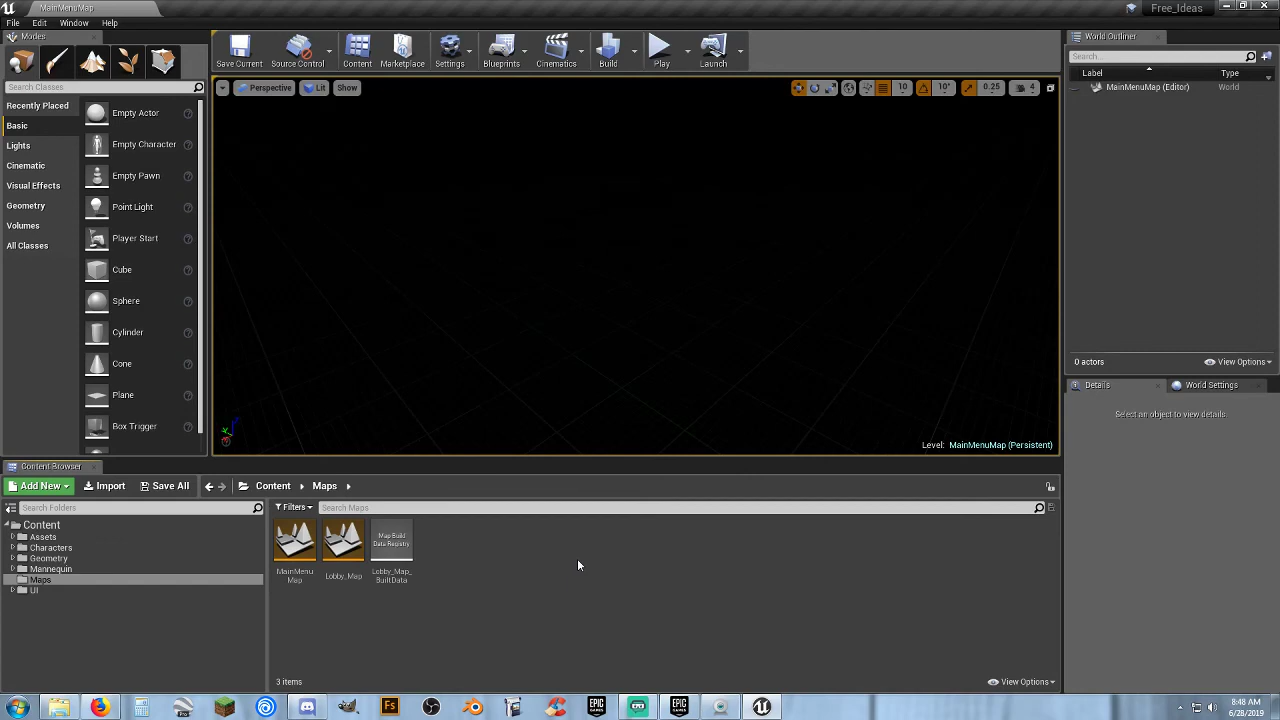 MainMenuMap
Free_Ideas
File Edit Window Help
Modes
World Outliner
Save Current
Source Control
Content
Marketplace
Settings
Blueprints
Cinematics
Build
Play
Launch
Search Classes
Search...
Label
Type
MainMenuMap (Editor)
World
Perspective
Lit
Show
10
10°
0.25
4
Recently Placed
Basic
Lights
Cinematic
Visual Effects
Geometry
Volumes
All Classes
Empty Actor
Empty Character
Empty Pawn
Point Light
Player Start
Cube
Sphere
Cylinder
Cone
Plane
Box Trigger
0 actors
View Options
Details
World Settings
Select an object to view details.
Level: MainMenuMap (Persistent)
Content Browser
Add New
Import
Save All
Content
Maps
Search Folders
Filters
Search Maps
Content
Assets
Characters
Geometry
Mannequin
Maps
UI
Map Build
Data Registry
MainMenu
Map
Lobby_Map
Lobby_Map_
BuiltData
3 items
View Options
Pro
Fs
EPIC
GAMES
EPIC
GAMES
8:48 AM
6/28/2019